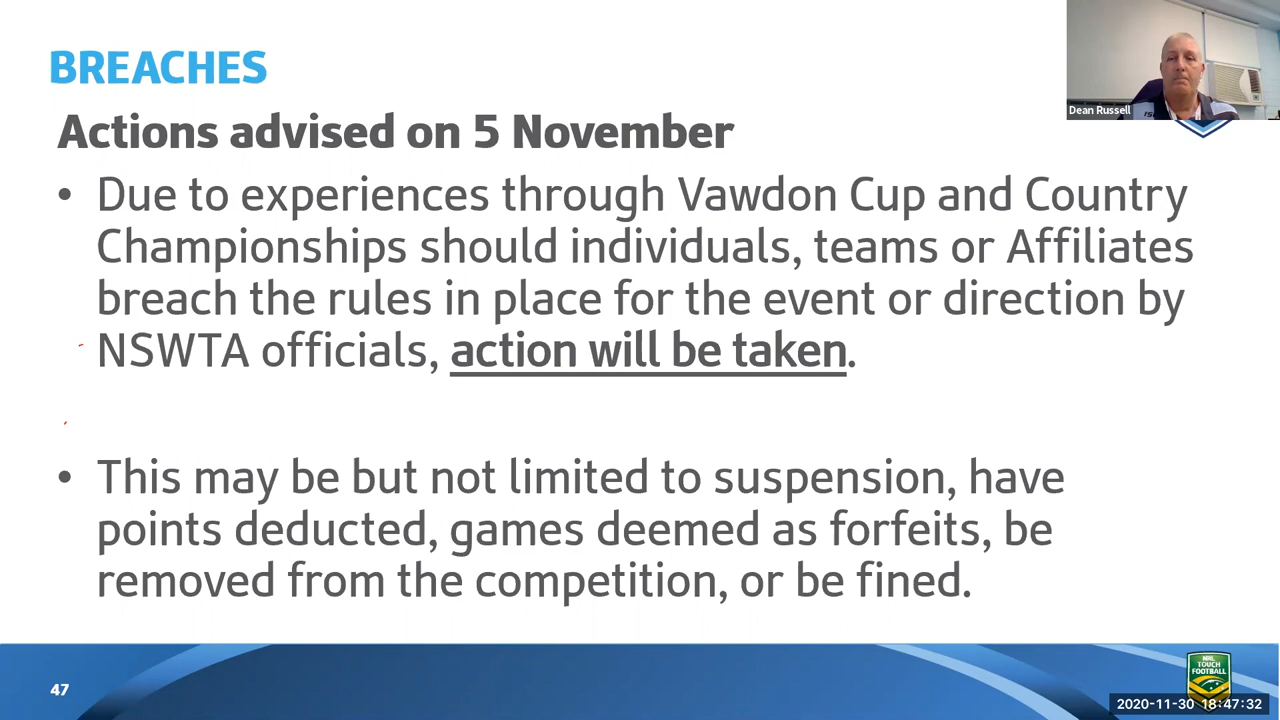 BREACHES
Dean Russell
Actions advised on 5 November
• Due to experiences through Vawdon Cup and Country
Championships should individuals, teams or Affiliates
breach the rules in place for the event or direction by
NSWTA officials, action will be taken.
• This may be but not limited to suspension, have
points deducted, games deemed as forfeits, be
removed from the competition, or be fined.
47
NRL
TOUCH
FOOTBALL
2020-11-30 18:47:32